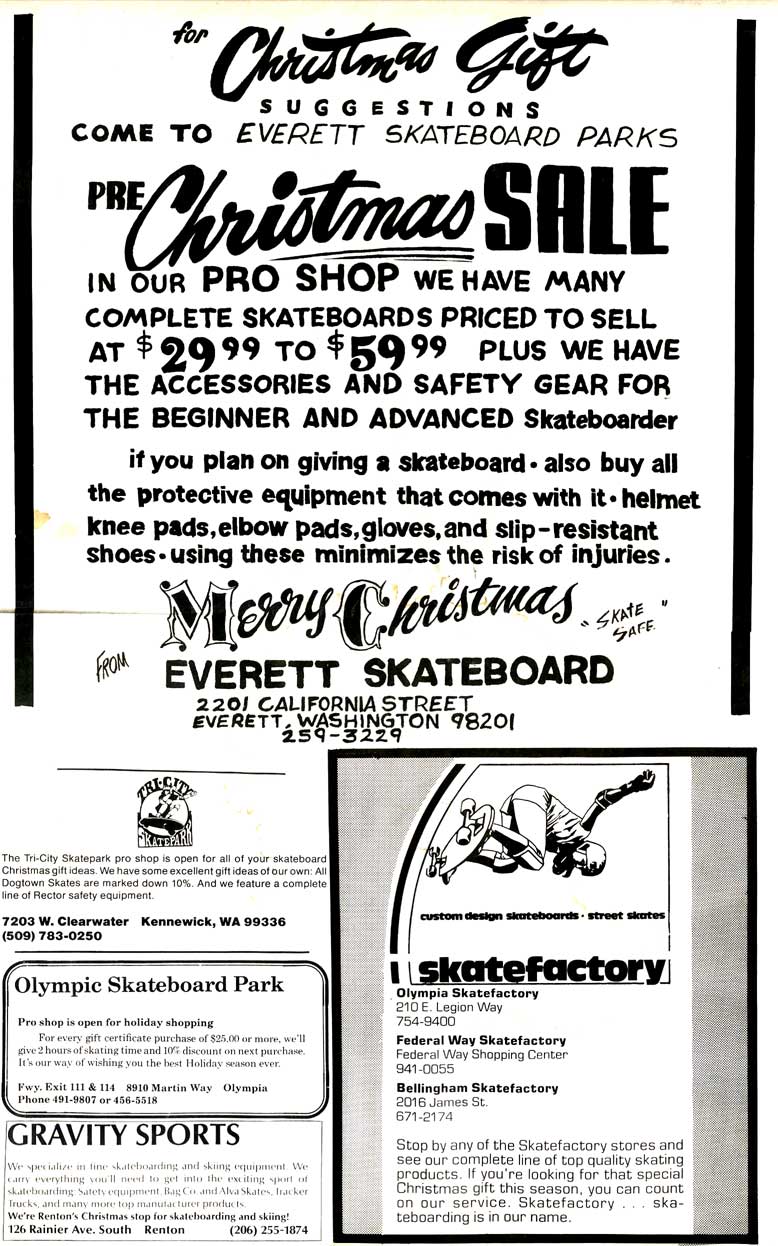 for Christmas Gift
SUGGESTIONS
COME TO EVERETT SKATEBOARD PARKS
PRE Christmas SALE
IN OUR PRO SHOP WE HAVE MANY
COMPLETE SKATEBOARDS PRICED TO SELL
AT $29 99 TO $59 99 PLUS WE HAVE
THE ACCESSORIES AND SAFETY GEAR FOR
THE BEGINNER AND ADVANCED Skateboarder
if you plan on giving a skateboard • also buy all
the protective equipment that comes with it • helmet
knee pads, elbow pads, gloves, and slip-resistant
shoes • using these minimizes the risk of injuries.
Merry Christmas "SKATE
SAFE"
FROM
EVERETT SKATEBOARD
2201 CALIFORNIA STREET
EVERETT, WASHINGTON 98201
259-3229
TRI-CITY
SKATEPARK
The Tri-City Skatepark pro shop is open for all of your skateboard
Christmas gift ideas. We have some excellent gift ideas of our own: All
Dogtown Skates are marked down 10%. And we feature a complete
line of Rector safety equipment.
7203 W. Clearwater Kennewick, WA 99336
(509) 783-0250
Olympic Skateboard Park
Pro shop is open for holiday shopping
For every gift certificate purchase of $25.00 or more, we'll
give 2 hours of skating time and 10% discount on next purchase.
It's our way of wishing you the best Holiday season ever.
Fwy. Exit 111 & 114 8910 Martin Way Olympia
Phone 491-9807 or 456-5518
GRAVITY SPORTS
We specialize in fine skateboarding and skiing equipment. We
carry everything you'll need to get into the exciting sport of
skateboarding: Safety equipment, Bag Co. and Alva Skates, Tracker
Trucks, and many more top manufacturer products.
We're Renton's Christmas stop for skateboarding and skiing!
126 Rainier Ave. South Renton (206) 255-1874
custom design skateboards • street skates
skatefactory
Olympia Skatefactory
210 E. Legion Way
754-9400
Federal Way Skatefactory
Federal Way Shopping Center
941-0055
Bellingham Skatefactory
2016 James St.
671-2174
Stop by any of the Skatefactory stores and
see our complete line of top quality skating
products. If you're looking for that special
Christmas gift this season, you can count
on our service. Skatefactory . . . ska-
teboarding is in our name.